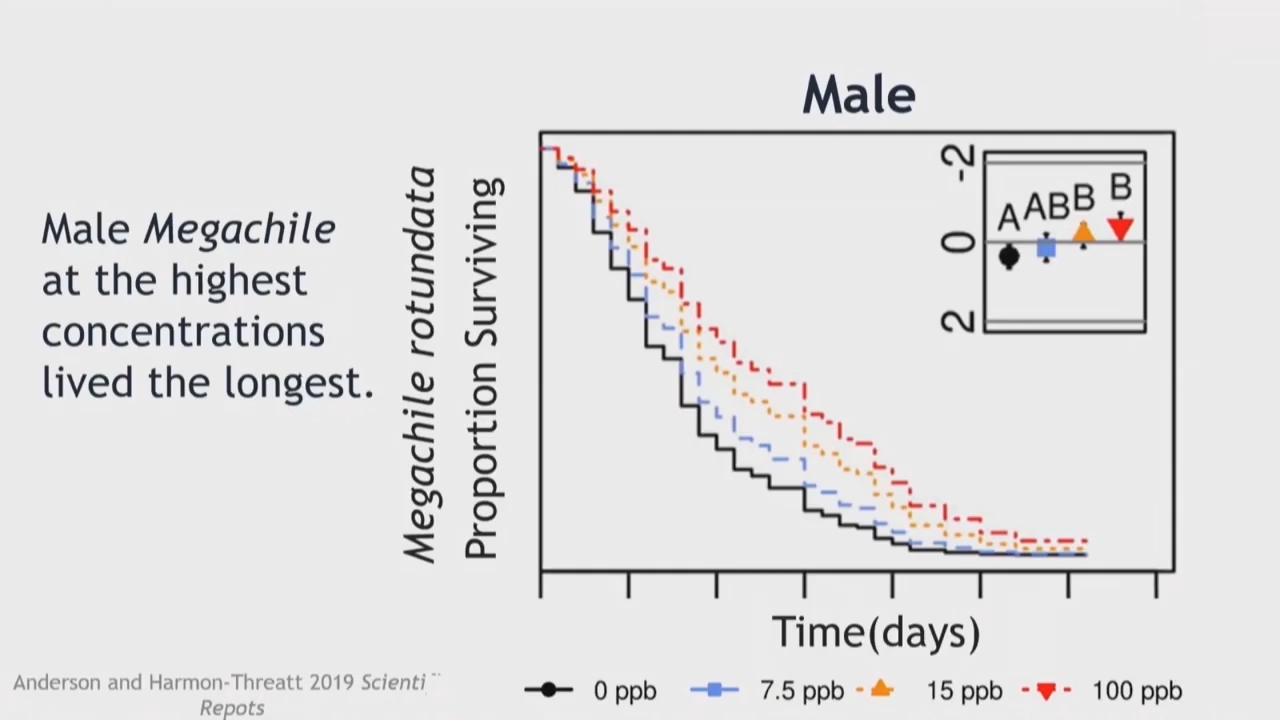 Male
Male Megachile
at the highest
concentrations
lived the longest.
Megachile rotundata
Proportion Surviving
-2
0
2
A
AB
B
B
Time(days)
0 ppb
7.5 ppb
15 ppb
100 ppb
Anderson and Harmon-Threatt 2019 Scienti
Repots